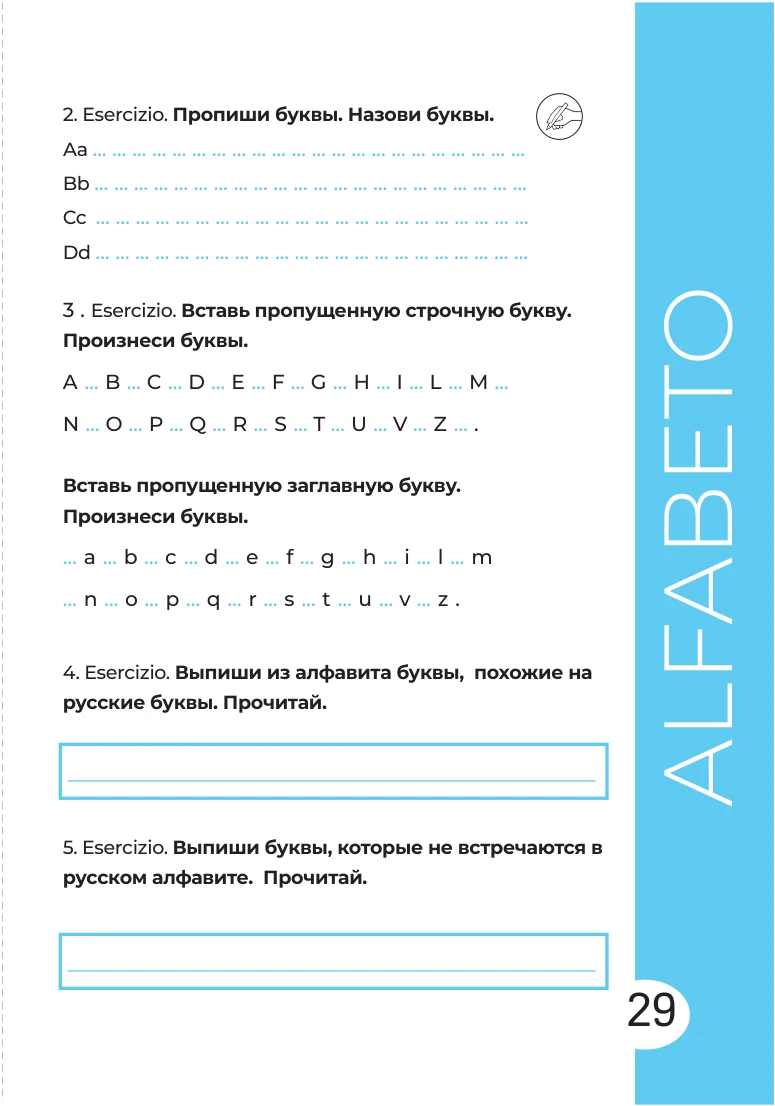 2. Esercizio. Пропиши буквы. Назови буквы.
Aa ... ... ... ... ... ... ... ... ... ... ... ... ... ... ... ... ... ... ... ... ... ...
Bb ... ... ... ... ... ... ... ... ... ... ... ... ... ... ... ... ... ... ... ... ... ...
Cc ... ... ... ... ... ... ... ... ... ... ... ... ... ... ... ... ... ... ... ... ... ...
Dd ... ... ... ... ... ... ... ... ... ... ... ... ... ... ... ... ... ... ... ... ... ...
3 . Esercizio. Вставь пропущенную строчную букву.
Произнеси буквы.
A ... B ... C ... D ... E ... F ... G ... H ... I ... L ... M ...
N ... O ... P ... Q ... R ... S ... T ... U ... V ... Z ... .
Вставь пропущенную заглавную букву.
Произнеси буквы.
... a ... b ... c ... d ... e ... f ... g ... h ... i ... l ... m
... n ... o ... p ... q ... r ... s ... t ... u ... v ... z .
4. Esercizio. Выпиши из алфавита буквы,  похожие на
русские буквы. Прочитай.
5. Esercizio. Выпиши буквы, которые не встречаются в
русском алфавите.  Прочитай.
ALFABETO
29